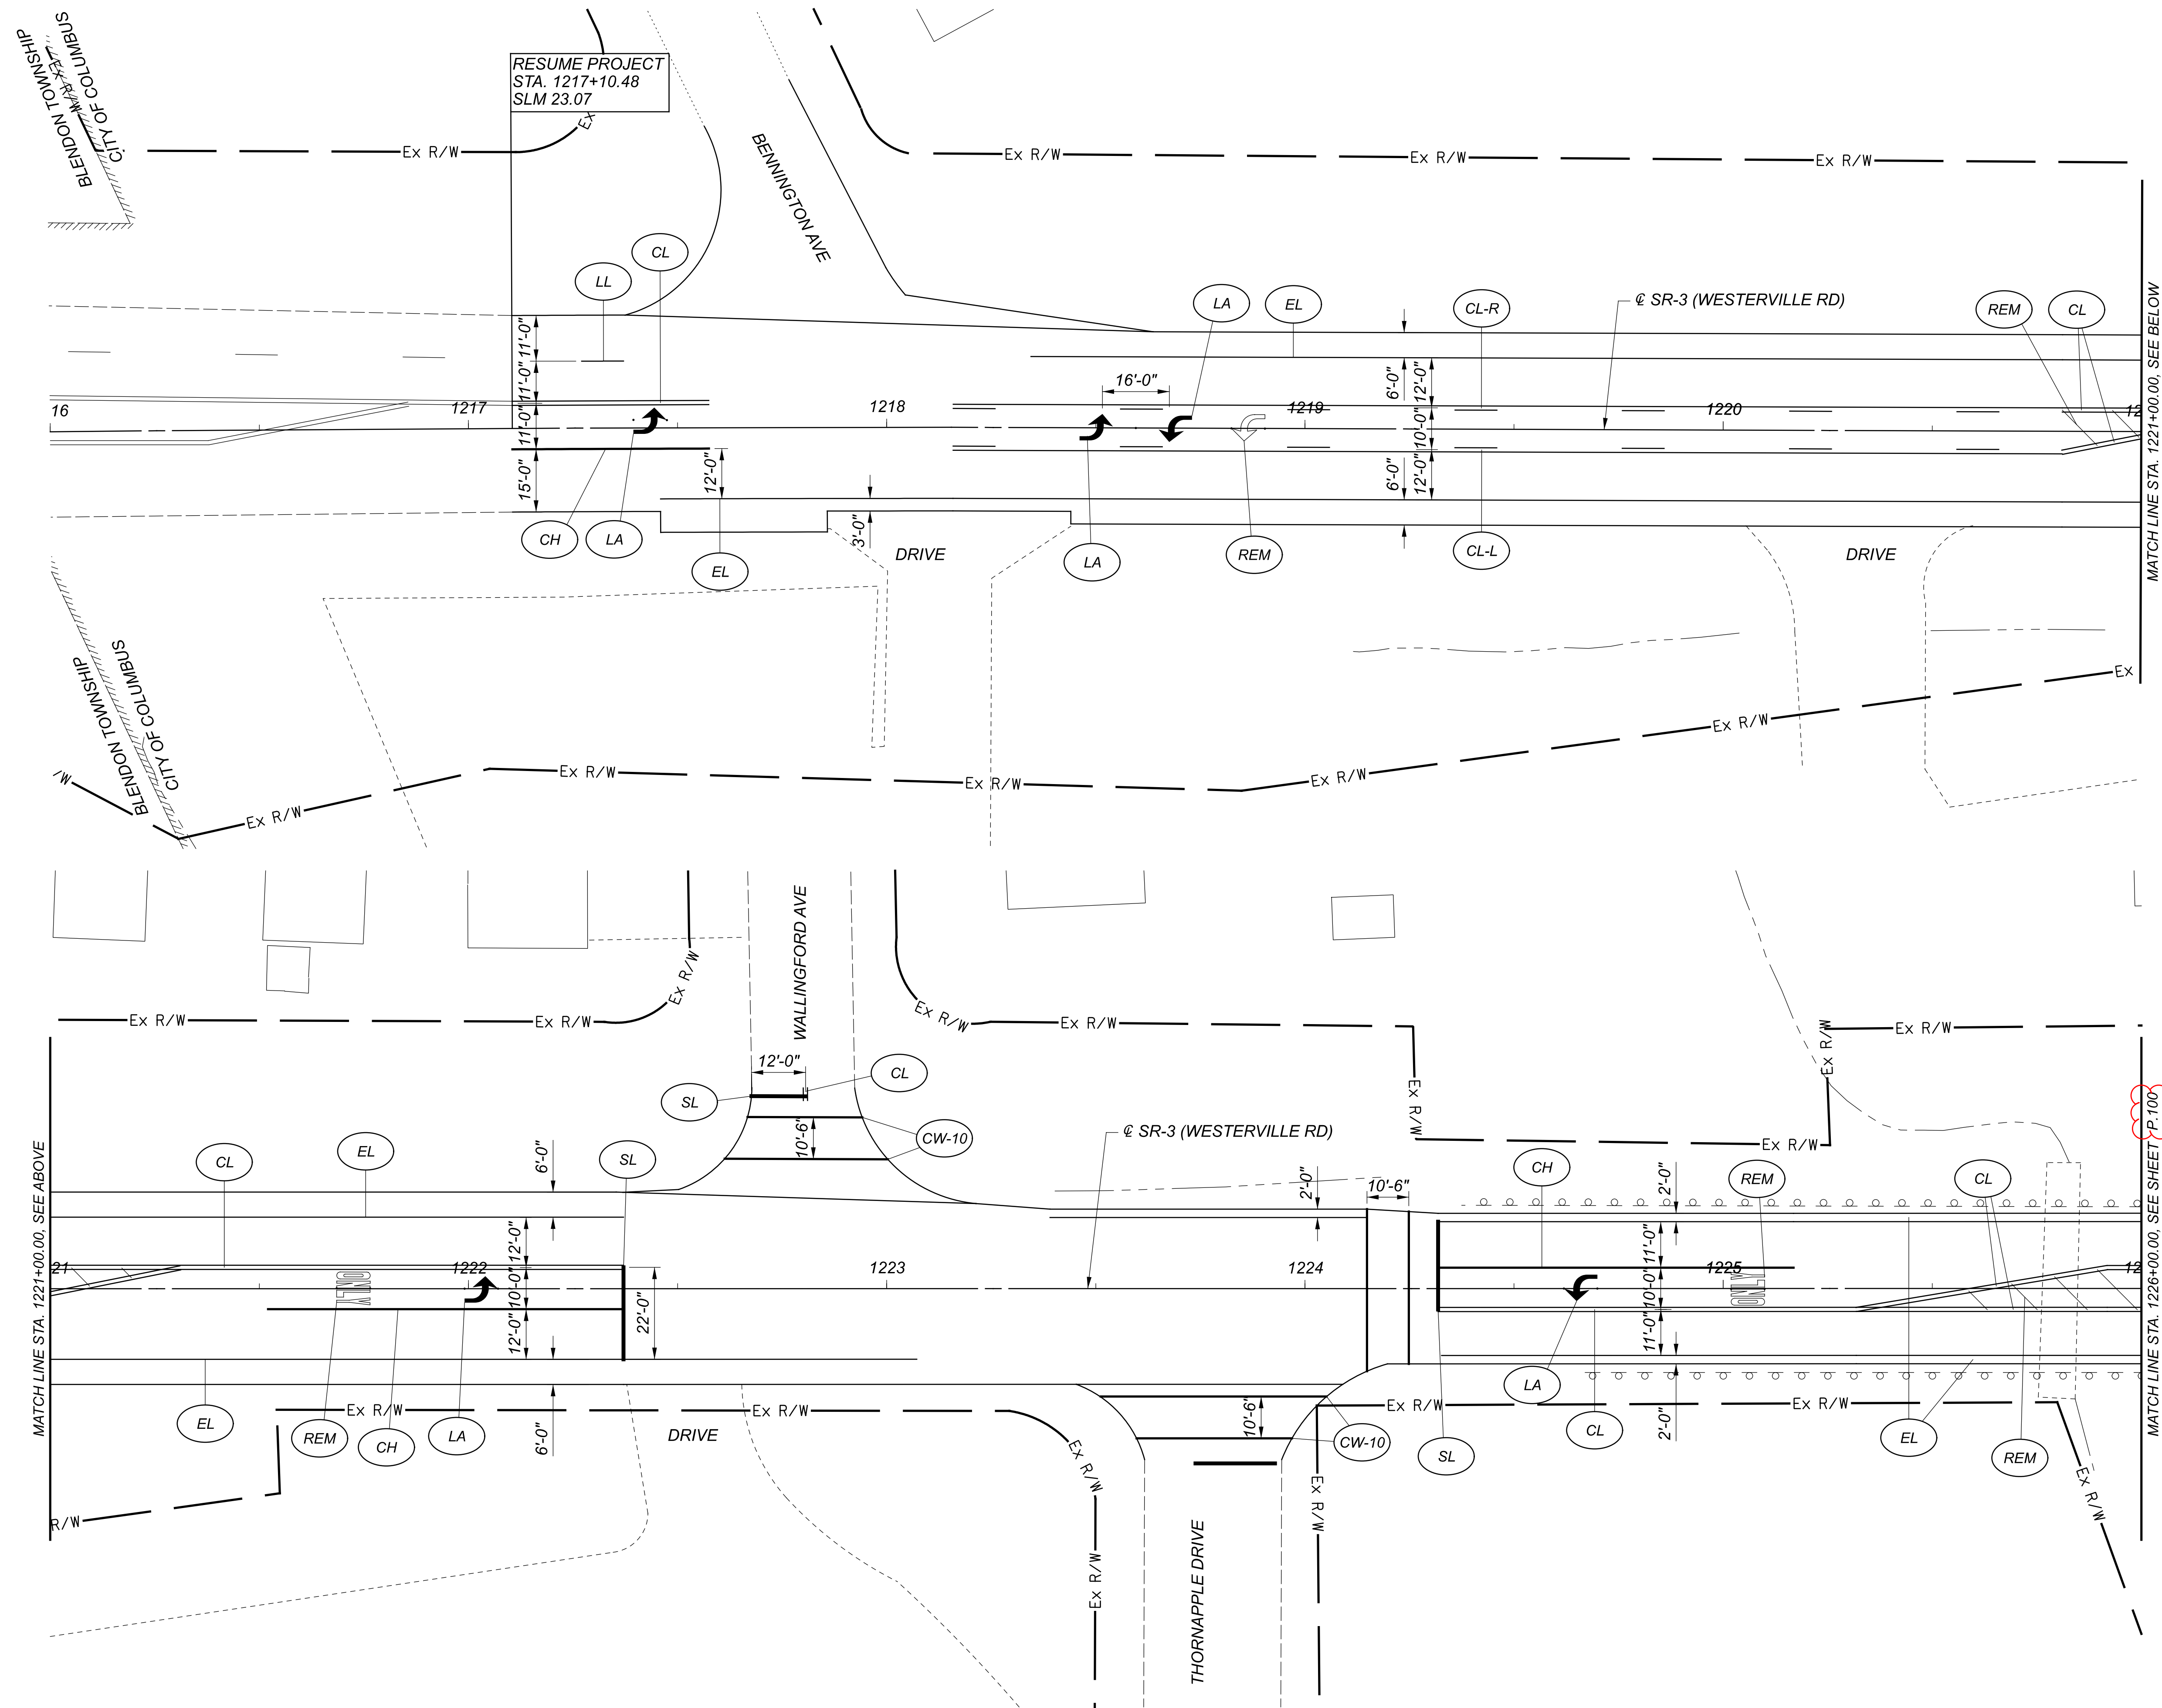 BLENDON TOWNSHIP
Ex R/W
CITY OF COLUMBUS
RESUME PROJECT
STA. 1217+10.48
SLM 23.07
Ex
Ex R/W
BENNINGTON AVE
Ex R/W
Ex R/W
Ex R/W
CL
LL
LA
EL
CL-R
℄ SR-3 (WESTERVILLE RD)
REM
CL
MATCH LINE STA. 1221+00.00, SEE BELOW
11'-0"
11'-0"
11'-0"
15'-0"
16'-0"
6'-0"
12'-0"
10'-0"
6'-0"
12'-0"
16
1217
1218
1219
1220
12
12'-0"
3'-0"
CH
LA
EL
DRIVE
LA
REM
CL-L
DRIVE
BLENDON TOWNSHIP
CITY OF COLUMBUS
/W
Ex R/W
Ex R/W
Ex R/W
Ex R/W
Ex R/W
Ex
WALLINGFORD AVE
Ex R/W
Ex R/W
Ex R/W
Ex R/W
Ex R/W
Ex R/W
Ex R/W
Ex R/W
Ex R/W
12'-0"
CL
SL
10'-6"
CW-10
℄ SR-3 (WESTERVILLE RD)
MATCH LINE STA. 1221+00.00, SEE ABOVE
CL
EL
6'-0"
SL
2'-0"
10'-6"
CH
2'-0"
REM
CL
MATCH LINE STA. 1226+00.00, SEE SHEET P.100
12'-0"
10'-0"
12'-0"
22'-0"
11'-0"
10'-0"
11'-0"
21
1222
1223
1224
1225
12
ONLY
ONLY
EL
REM
CH
LA
Ex R/W
Ex R/W
6'-0"
DRIVE
Ex R/W
10'-6"
CW-10
Ex R/W
Ex R/W
LA
CL
SL
2'-0"
EL
REM
R/W
Ex R/W
Ex R/W
Ex R/W
THORNAPPLE DRIVE